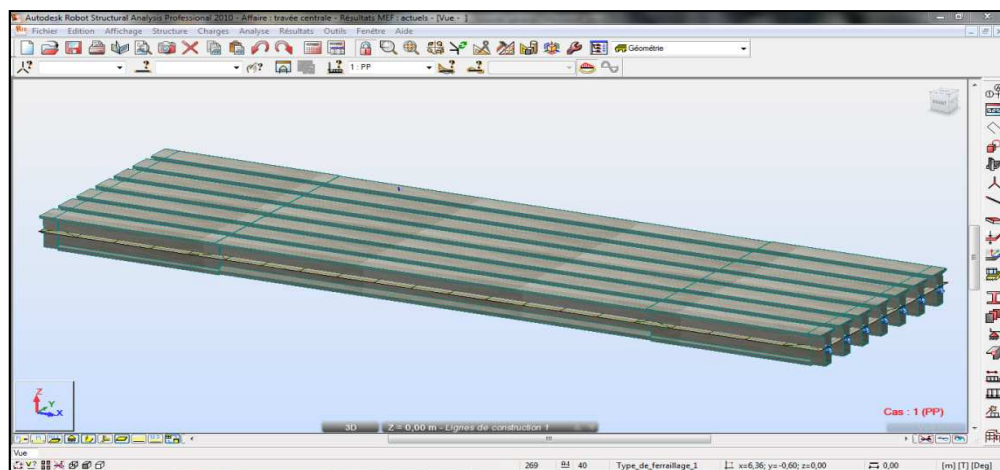 Autodesk Robot Structural Analysis Professional 2010 - Affaire : travée centrale - Résultats MEF : actuels - [Vue - ]
Fichier Edition Affichage Structure Charges Analyse Résultats Outils Fenêtre Aide
Géométrie
1 : PP
FRONT
Z
Y
X
Cas : 1 (PP)
3D Z = 0,00 m - Lignes de construction 1
Vue
269 40 Type_de_ferraillage_1 x=6,36; y=-0,60; z=0,00 0,00 [m] [T] [Deg]